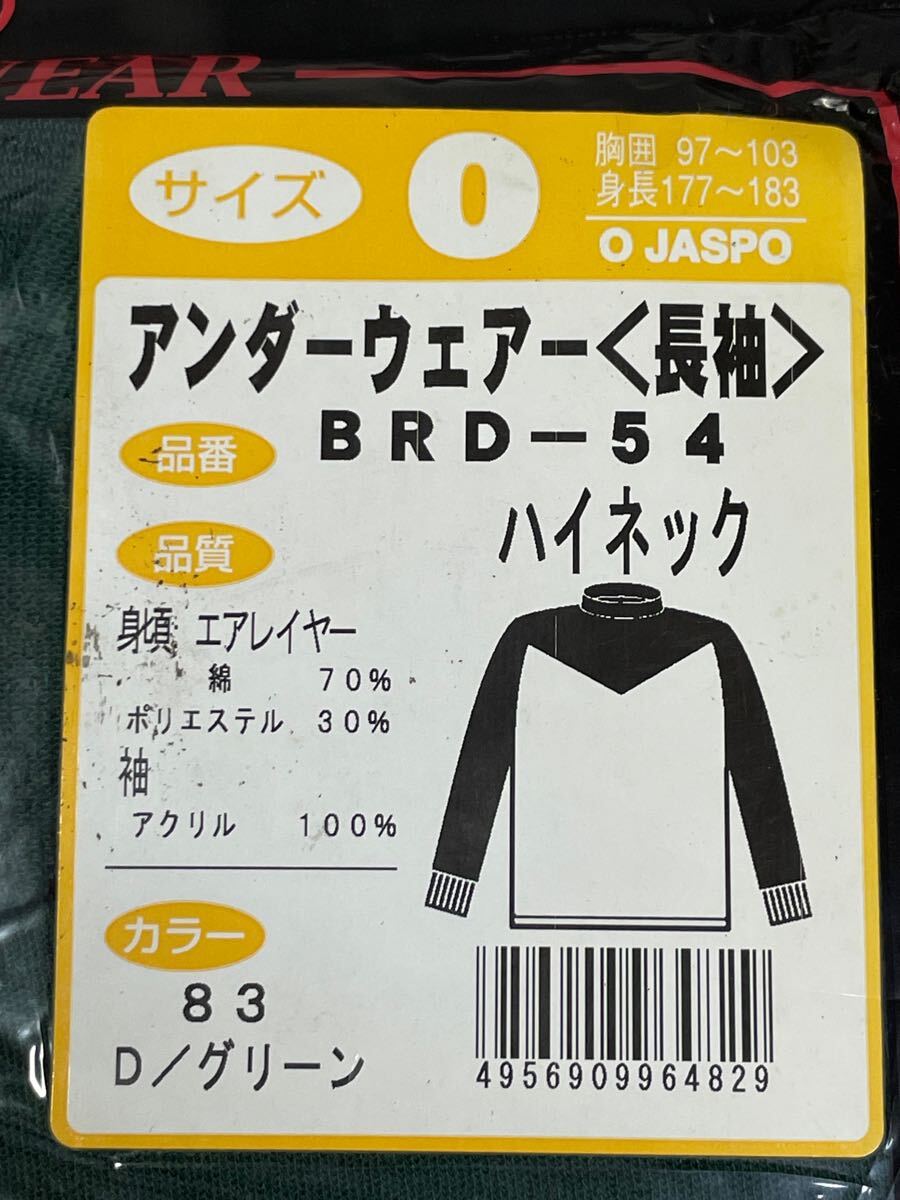 WEAR
サイズ
O
胸囲 97～103
身長177～183
O JASPO
アンダーウェアー〈長袖〉
品番 BRD－54
ハイネック
品質
身頃 エアレイヤー
綿 70%
ポリエステル 30%
袖
アクリル 100%
カラー
83
D／グリーン
4956909964829